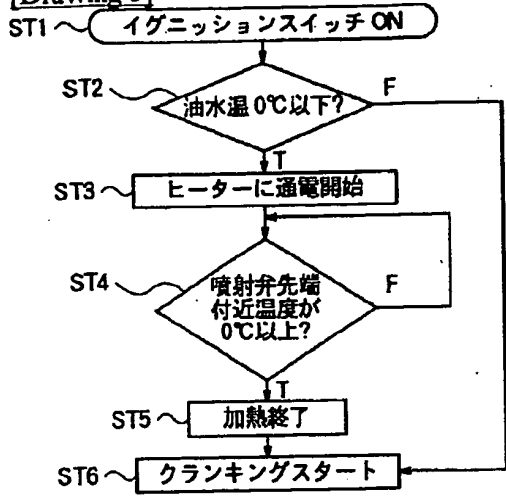 ST1 イグニッションスイッチ ON
ST2 油水温 0℃以下? F
T
ST3 ヒーターに通電開始
ST4 噴射弁先端 F
付近温度が
0℃以上?
T
ST5 加熱終了
ST6 クランキングスタート